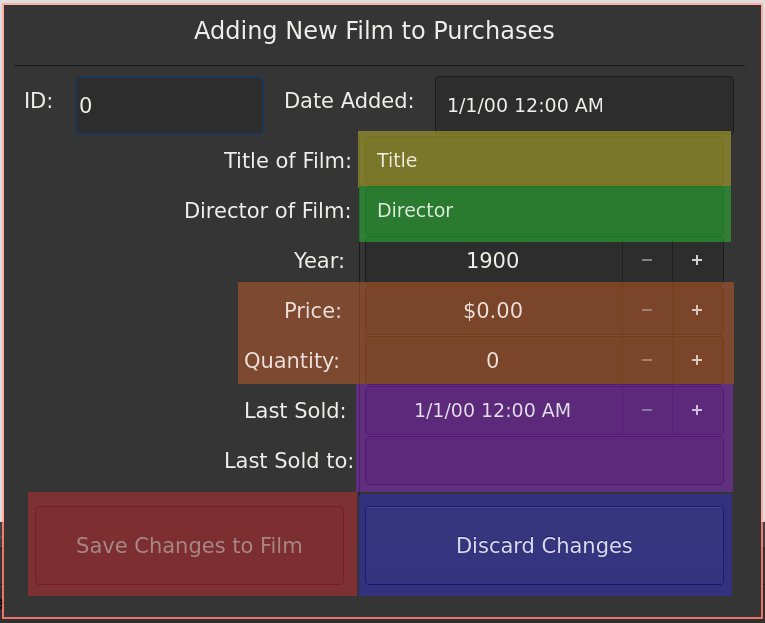 Adding New Film to Purchases
ID: 0 Date Added: 1/1/00 12:00 AM
Title of Film: Title
Director of Film: Director
Year: 1900 − +
Price: $0.00 − +
Quantity: 0 − +
Last Sold: 1/1/00 12:00 AM − +
Last Sold to:
Save Changes to Film Discard Changes